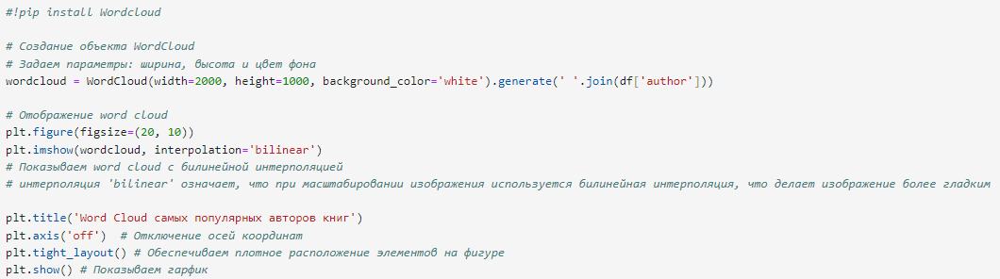 #!pip install Wordcloud
# Создание объекта WordCloud
# Задаем параметры: ширина, высота и цвет фона
wordcloud = WordCloud(width=2000, height=1000, background_color='white').generate(' '.join(df['author']))
# Отображение word cloud
plt.figure(figsize=(20, 10))
plt.imshow(wordcloud, interpolation='bilinear')
# Показываем word cloud с билинейной интерполяцией
# интерполяция 'bilinear' означает, что при масштабировании изображения используется билинейная интерполяция, что делает изображение более гладким
plt.title('Word Cloud самых популярных авторов книг')
plt.axis('off')  # Отключение осей координат
plt.tight_layout() # Обеспечиваем плотное расположение элементов на фигуре
plt.show() # Показываем гарфик